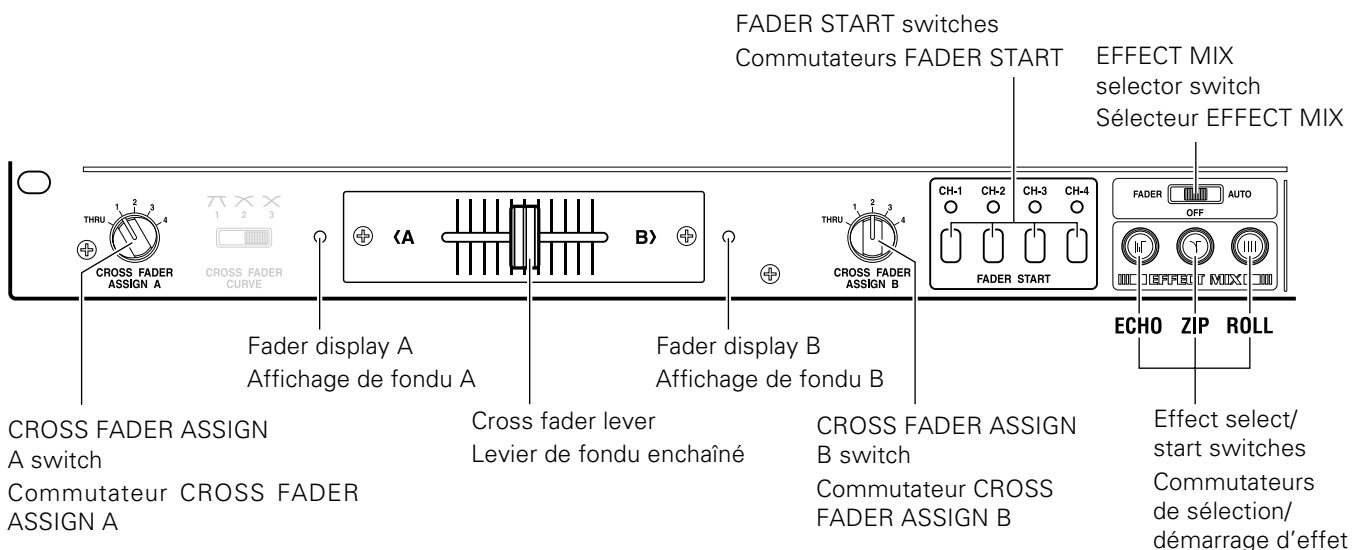 FADER START switches
Commutateurs FADER START
EFFECT MIX
selector switch
Sélecteur EFFECT MIX
THRU 1 2 3 4
CROSS FADER
ASSIGN A
1 2 3
CROSS FADER
CURVE
⟨A
B⟩
THRU 1 2 3 4
CROSS FADER
ASSIGN B
CH-1 CH-2 CH-3 CH-4
FADER START
FADER AUTO
OFF
EFFECT MIX
ECHO ZIP ROLL
Fader display A
Affichage de fondu A
Fader display B
Affichage de fondu B
CROSS FADER ASSIGN
A switch
Commutateur CROSS FADER
ASSIGN A
Cross fader lever
Levier de fondu enchaîné
CROSS FADER ASSIGN
B switch
Commutateur CROSS
FADER ASSIGN B
Effect select/
start switches
Commutateurs
de sélection/
démarrage d'effet